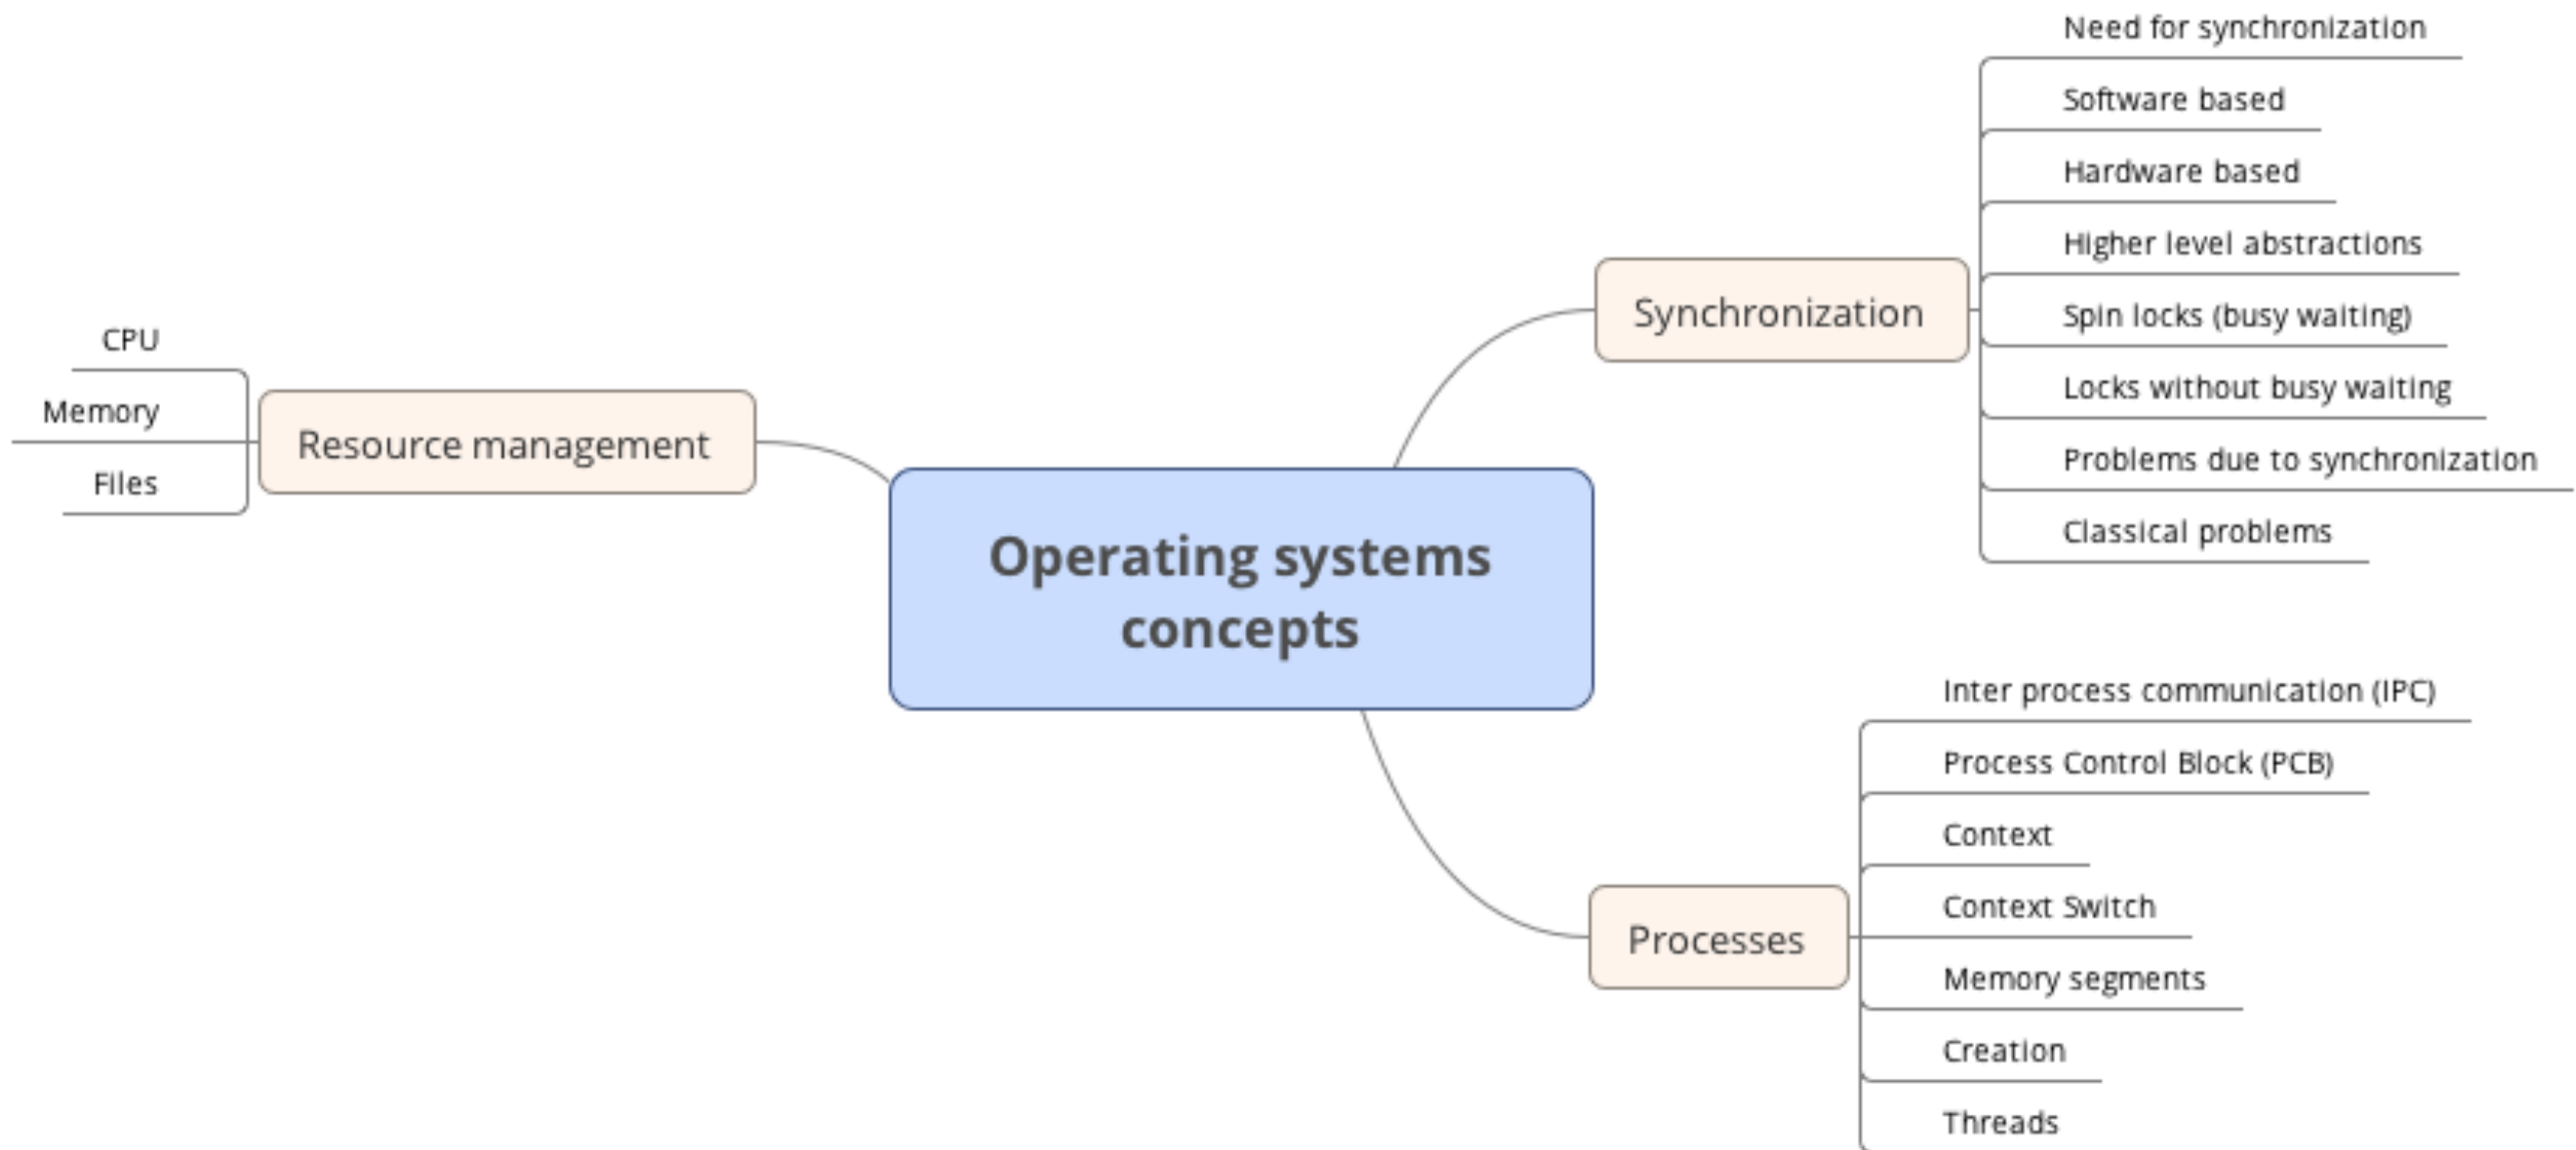 CPU
Memory
Files
Resource management
Operating systems
concepts
Synchronization
Need for synchronization
Software based
Hardware based
Higher level abstractions
Spin locks (busy waiting)
Locks without busy waiting
Problems due to synchronization
Classical problems
Processes
Inter process communication (IPC)
Process Control Block (PCB)
Context
Context Switch
Memory segments
Creation
Threads